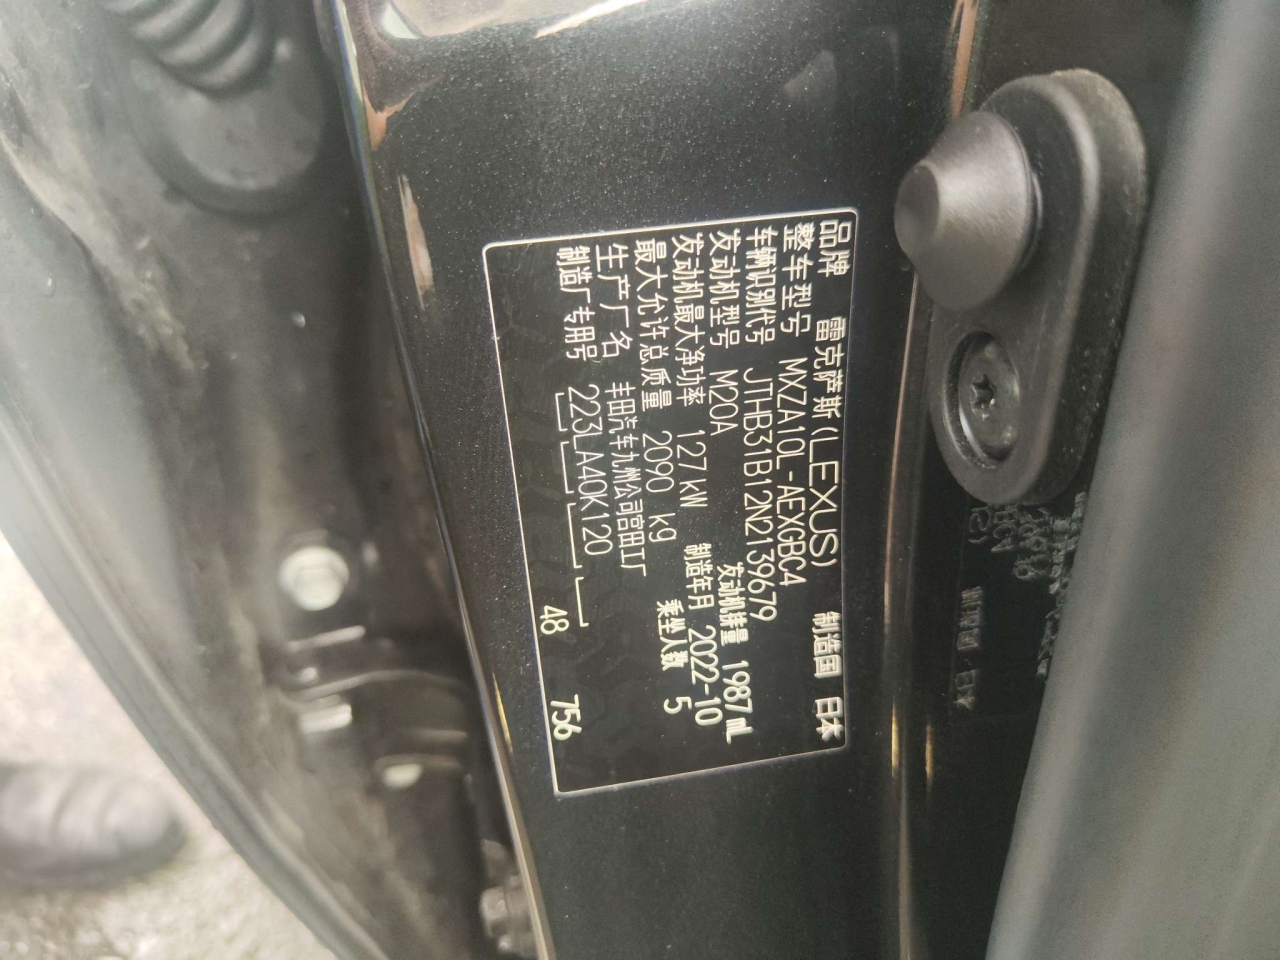 品牌 雷克萨斯(LEXUS) 制造国 日本
整车型号 MXZA10L-AEXGBC4
车辆识别代号 JTHB31B12N2139679
发动机型号 M20A 发动机排量 1987 mL
发动机最大净功率 127 kW 制造年月 2022-10
最大允许总质量 2090 kg 乘坐人数 5
生产厂名 丰田汽车九州公司宫田工厂
制造厂专用号 223LA40K120 48 756